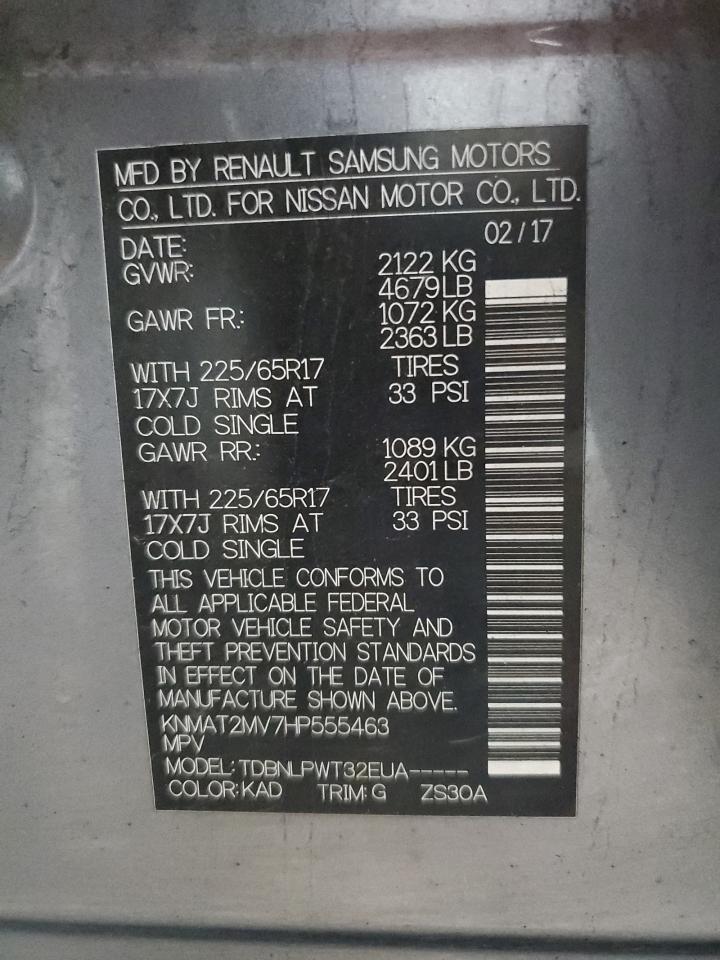 MFD BY RENAULT SAMSUNG MOTORS
CO., LTD. FOR NISSAN MOTOR CO., LTD.
DATE: 02/17
GVWR: 2122 KG
4679LB
GAWR FR.: 1072 KG
2363 LB
WITH 225/65R17 TIRES
17X7J RIMS AT 33 PSI
COLD SINGLE
GAWR RR.: 1089 KG
2401 LB
WITH 225/65R17 TIRES
17X7J RIMS AT 33 PSI
COLD SINGLE
THIS VEHICLE CONFORMS TO
ALL APPLICABLE FEDERAL
MOTOR VEHICLE SAFETY AND
THEFT PREVENTION STANDARDS
IN EFFECT ON THE DATE OF
MANUFACTURE SHOWN ABOVE.
KNMAT2MV7HP555463
MPV
MODEL:TDBNLPWT32EUA-----
COLOR:KAD TRIM:G ZS30A